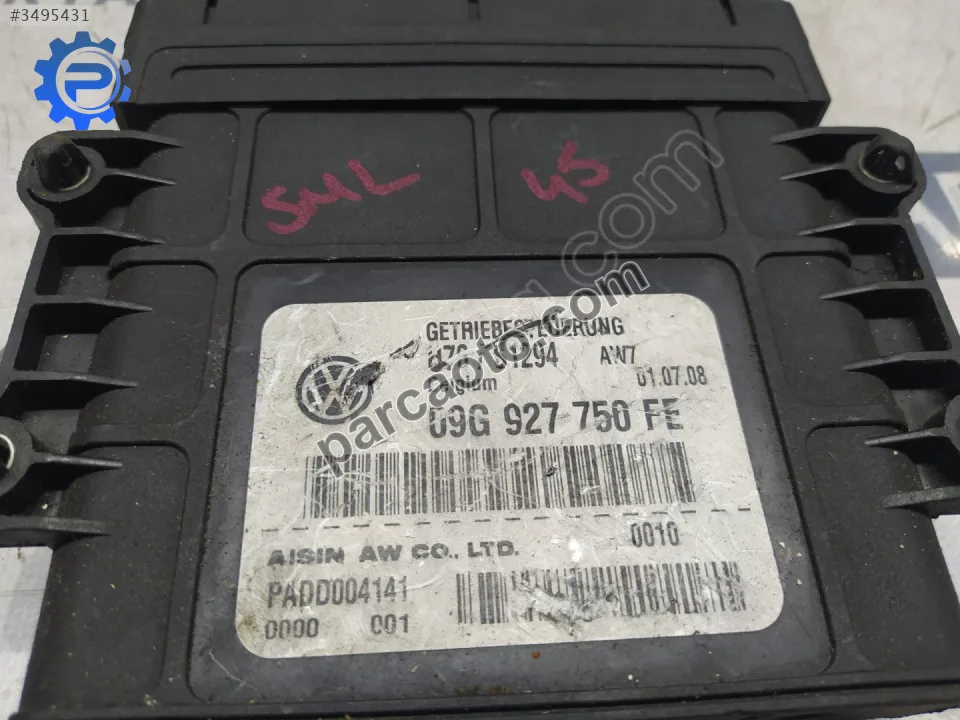 #3495431
P
SML
45
parcaoto.com
GETRIEBESTEUERUNG
AW7
01.07.08
09G 927 750 FE
AISIN AW CO., LTD.
0010
PADD004141
0000 001